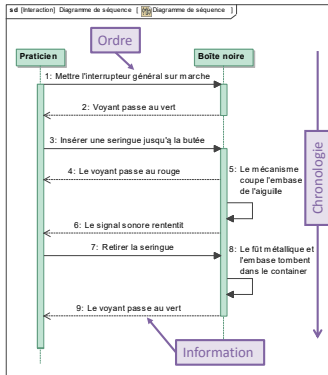 sd [Interaction] Diagramme de séquence [ Diagramme de séquence ]
Ordre
Praticien
Boîte noire
1: Mettre l'interrupteur général sur marche
2: Voyant passe au vert
3: Insérer une seringue jusqu'à la butée
4: Le voyant passe au rouge
5: Le mécanisme
coupe l'embase
de l'aiguille
6: Le signal sonore rententit
7: Retirer la seringue
8: Le fût métallique et
l'embase tombent
dans le container
9: Le voyant passe au vert
Chronologie
Information